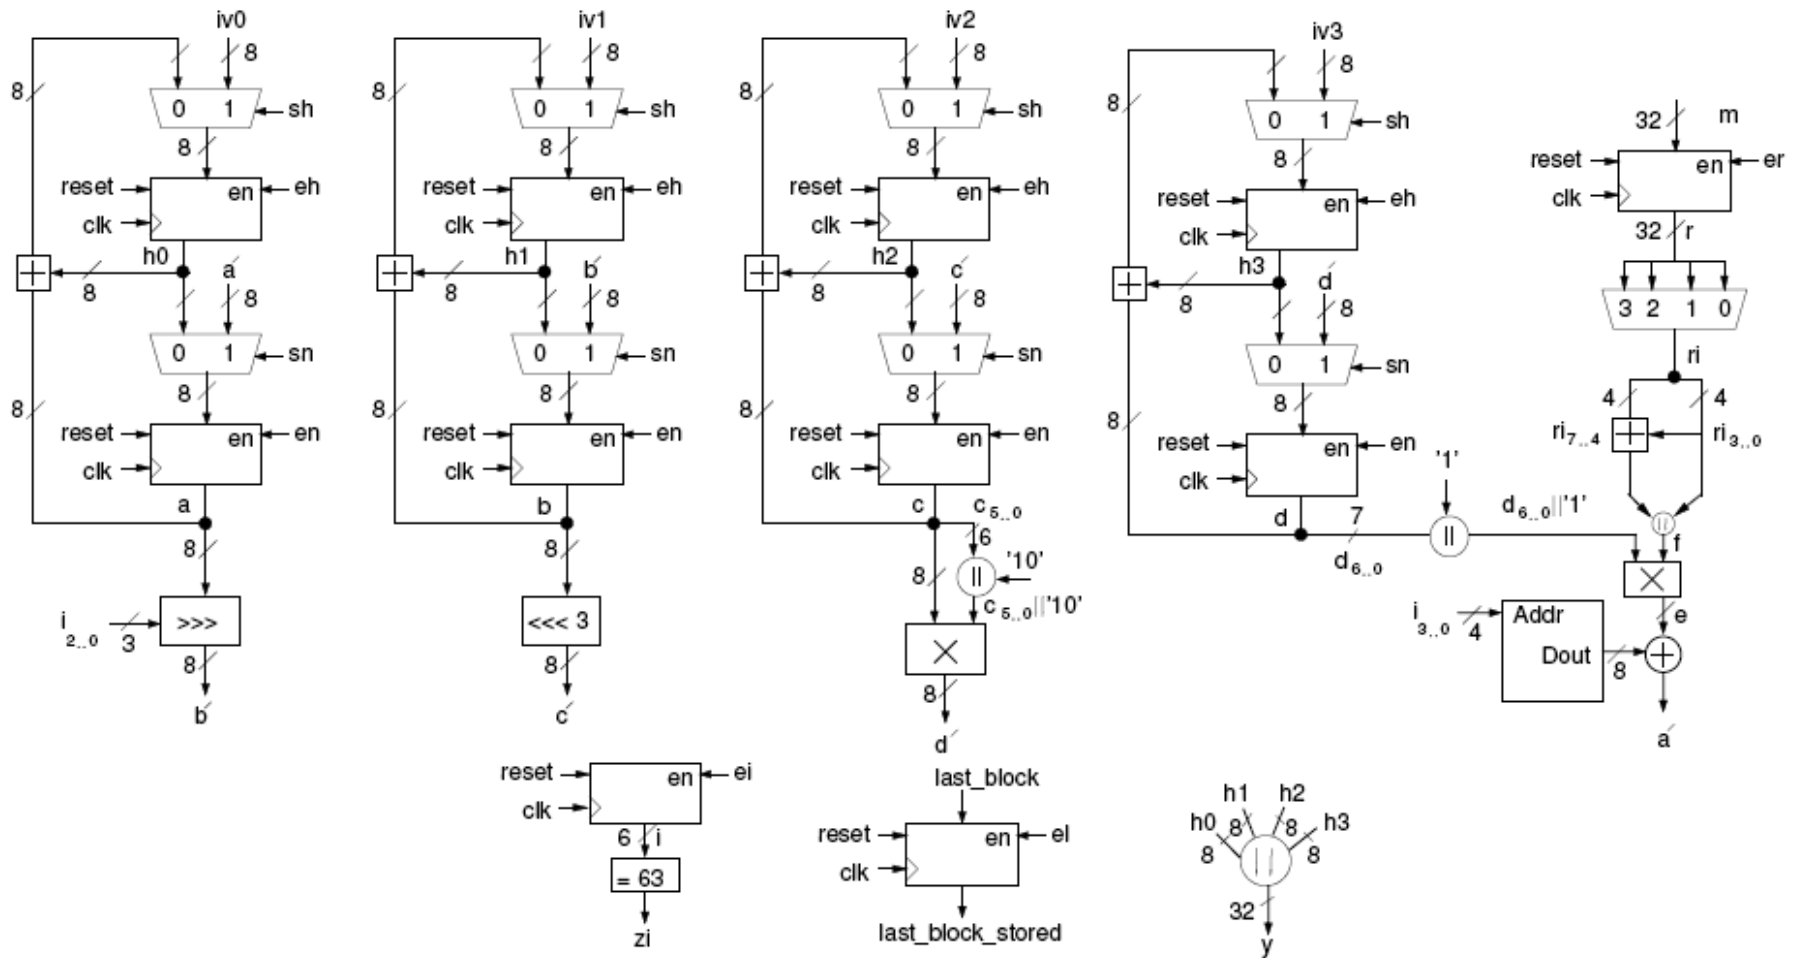 iv0 iv1 iv2 iv3
8 8 8 8
8 8 8 8
0 1 sh 0 1 sh 0 1 sh 0 1 sh
8 8 8 8
32 m
reset en eh reset en eh reset en eh reset en eh
clk clk clk clk
reset en er
clk
32 r
h0 a´ h1 b´ h2 c´ h3 d´
+ + + +
8 8 8 8 8 8 8 8
3 2 1 0
0 1 sn 0 1 sn 0 1 sn 0 1 sn
ri
8 8 8 8
8 8 8 8
4 4
reset en en reset en en reset en en reset en en
clk clk clk clk
ri7..4 + ri3..0
a b c c5..0 d 7 '1' d6..0||'1'
6 || d6..0 || f
8 8 8 || '10'
c5..0||'10'
×
i2..0 3 >>> <<< 3
×
i3..0 4 Addr e
Dout 8 +
8 8 8
b´ c´ d´ a´
reset en ei
clk
6 i
= 63
zi
last_block
reset en el
clk
last_block_stored
h1 h2
h0 8 8 h3
8 || 8
32
y